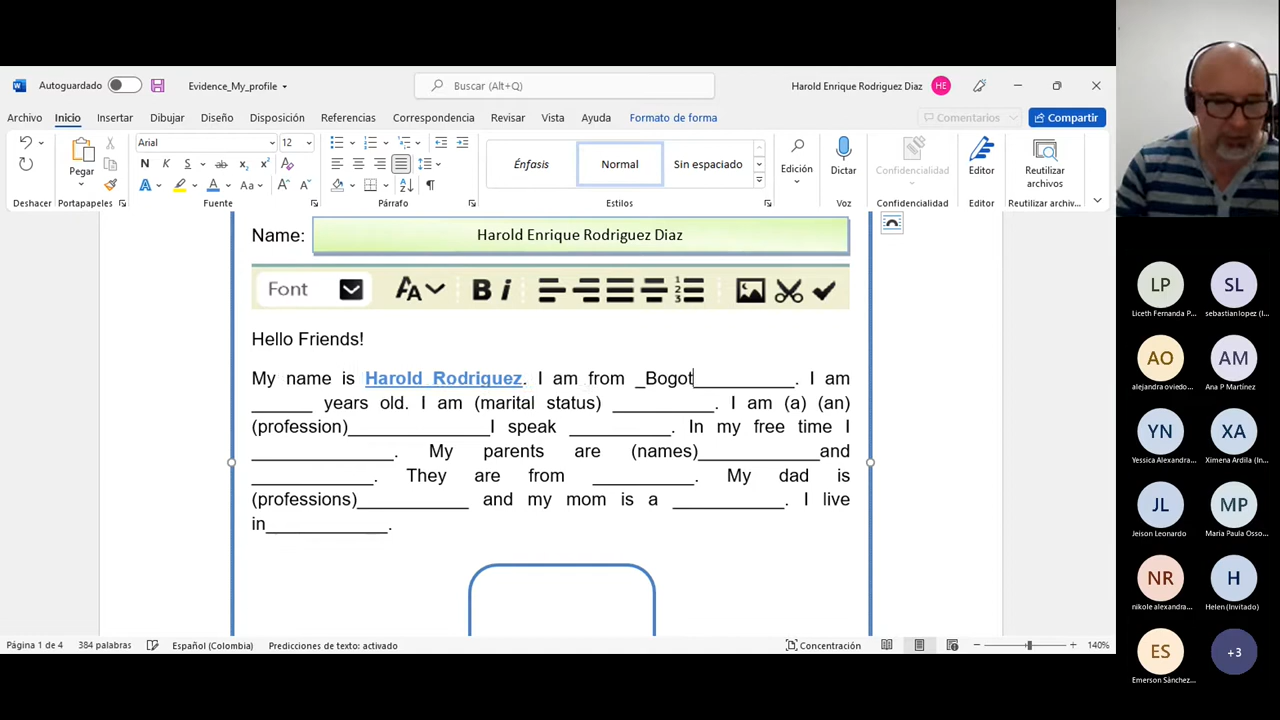 Autoguardado
Evidence_My_profile
Buscar (Alt+Q)
Harold Enrique Rodriguez Diaz
HE
Archivo Inicio Insertar Dibujar Diseño Disposición Referencias Correspondencia Revisar Vista Ayuda Formato de forma
Comentarios
Compartir
Pegar
Arial
12
Énfasis
Normal
Sin espaciado
Edición
Dictar
Confidencialidad
Editor
Reutilizar
archivos
Deshacer
Portapapeles
Fuente
Párrafo
Estilos
Voz
Confidencialidad
Editor
Reutilizar archiv...
Name:
Harold Enrique Rodriguez Diaz
Font
Hello Friends!
My name is Harold Rodriguez. I am from _Bogot__________. I am
______ years old. I am (marital status) __________. I am (a) (an)
(profession)______________I speak __________. In my free time I
______________. My parents are (names)____________and
____________. They are from __________. My dad is
(professions)___________ and my mom is a ___________. I live
in____________.
Página 1 de 4
384 palabras
Español (Colombia)
Predicciones de texto: activado
Concentración
140%
LP
Liceth Fernanda P...
SL
sebastian lopez (I...
AO
alejandra oviedo...
AM
Ana P Martínez
YN
Yessica Alexandra...
XA
Ximena Ardila (In...
JL
Jeison Leonardo
MP
Maria Paula Osso...
NR
nikole alexandra...
H
Helen (Invitado)
ES
Emerson Sánchez...
+3